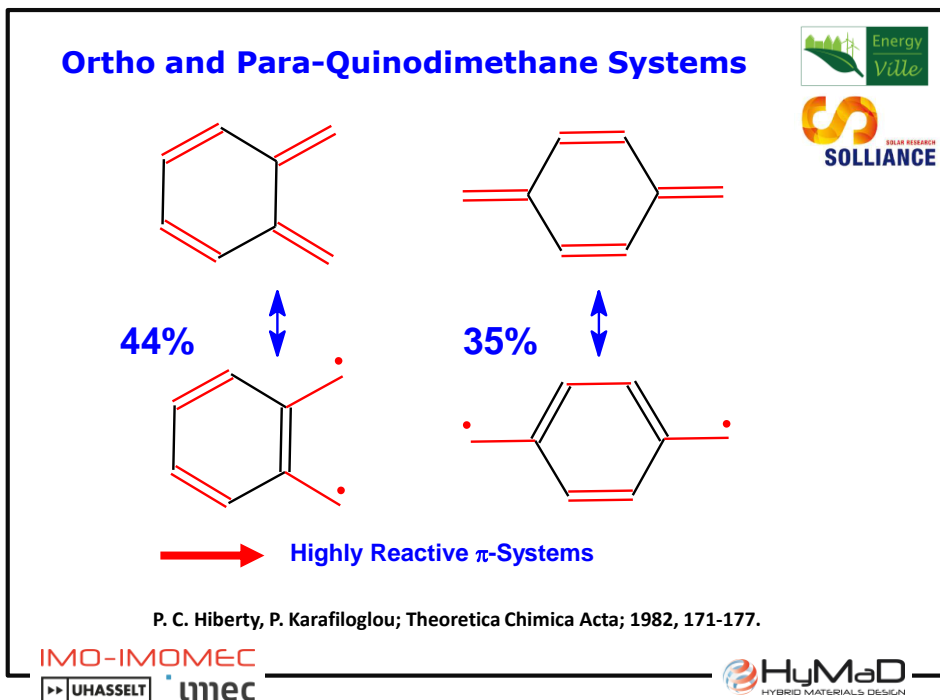 Ortho and Para-Quinodimethane Systems
Energy
Ville
SOLAR RESEARCH
SOLLIANCE
44%
35%
Highly Reactive π-Systems
P. C. Hiberty, P. Karafiloglou; Theoretica Chimica Acta; 1982, 171-177.
IMO-IMOMEC
UHASSELT
imec
HyMaD
HYBRID MATERIALS DESIGN